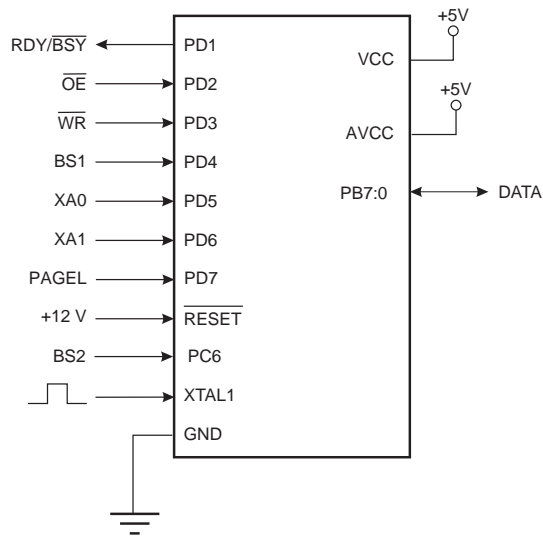 +5V
RDY/BSY PD1
VCC
OE PD2
+5V
WR PD3
AVCC
BS1 PD4
XA0 PD5
PB7:0 DATA
XA1 PD6
PAGEL PD7
+12 V RESET
BS2 PC6
XTAL1
GND